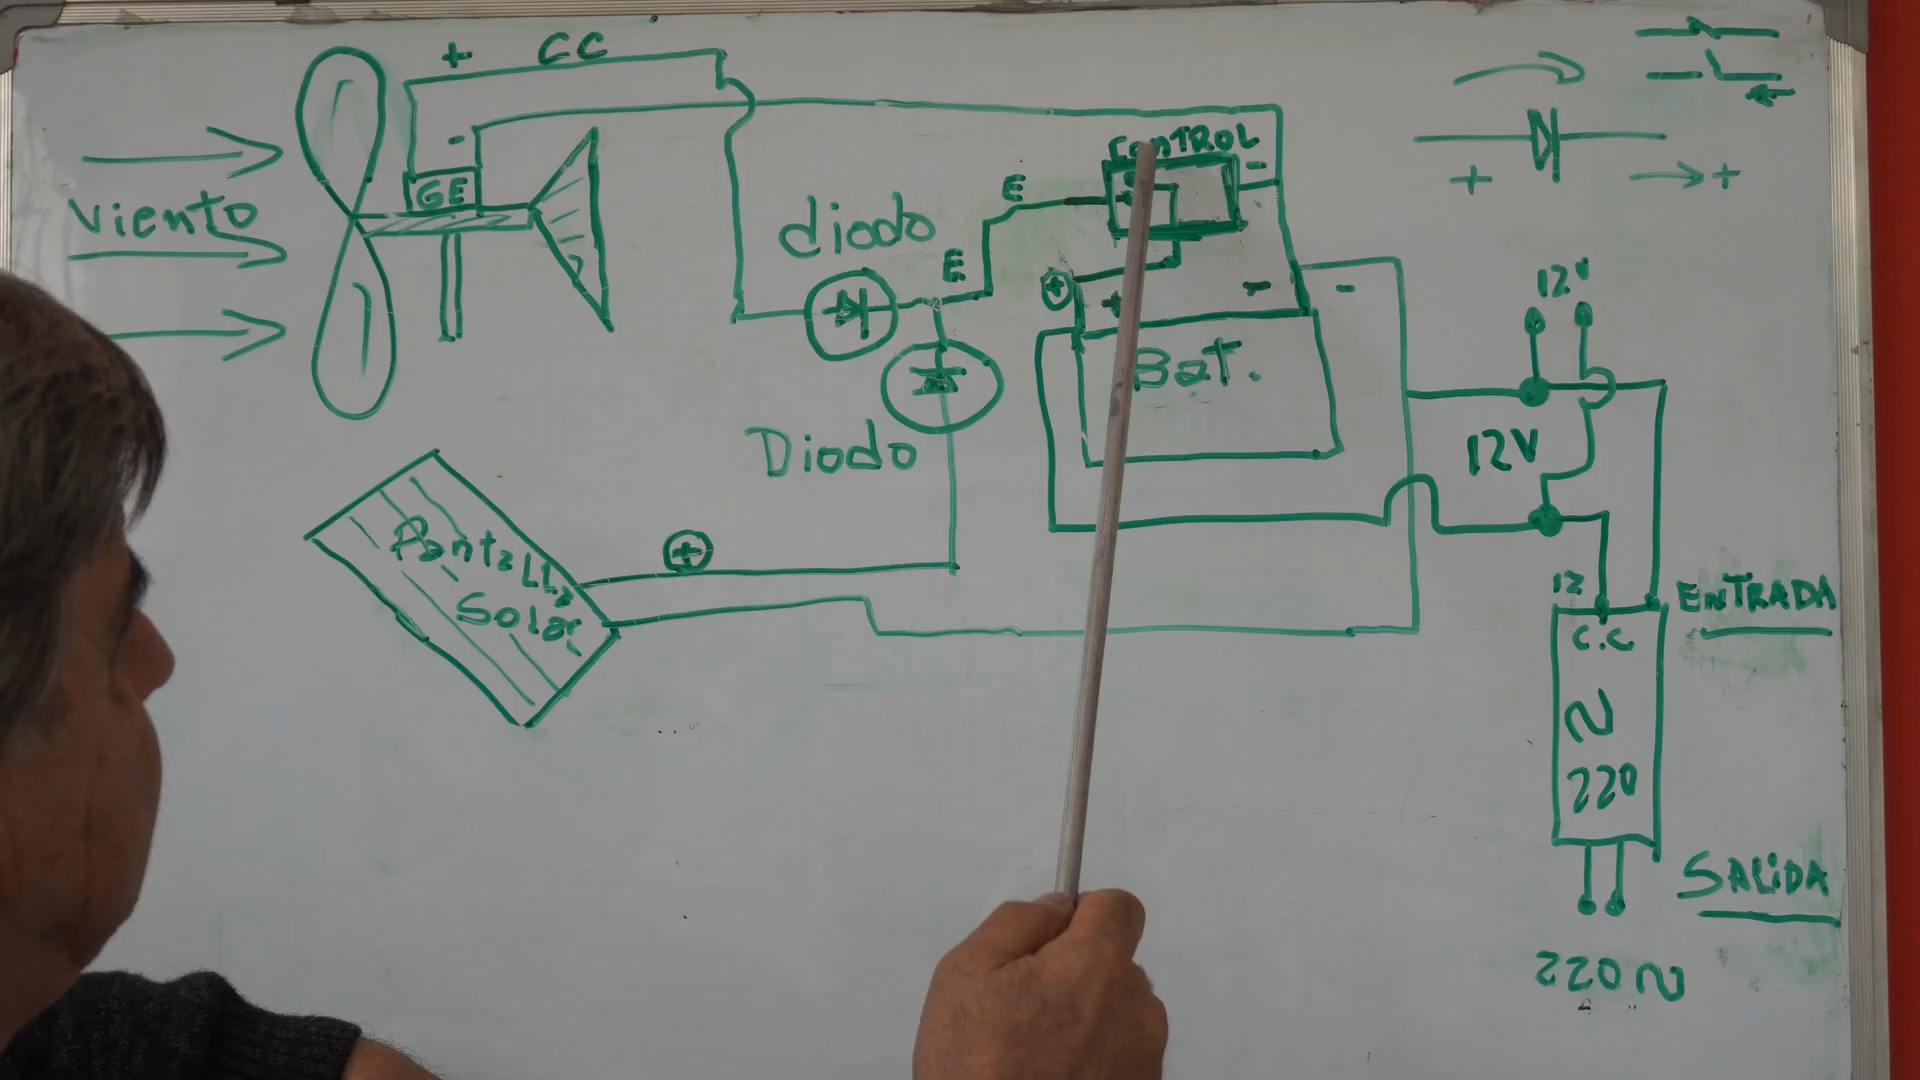 + CC
-
GE
Viento
CONTROL
-
+
E
diodo
E
+
+
-
-
Bat.
Diodo
+ → +
12V
12V
Pantalla
Solar
+
12
ENTRADA
C.C
220
SALIDA
220